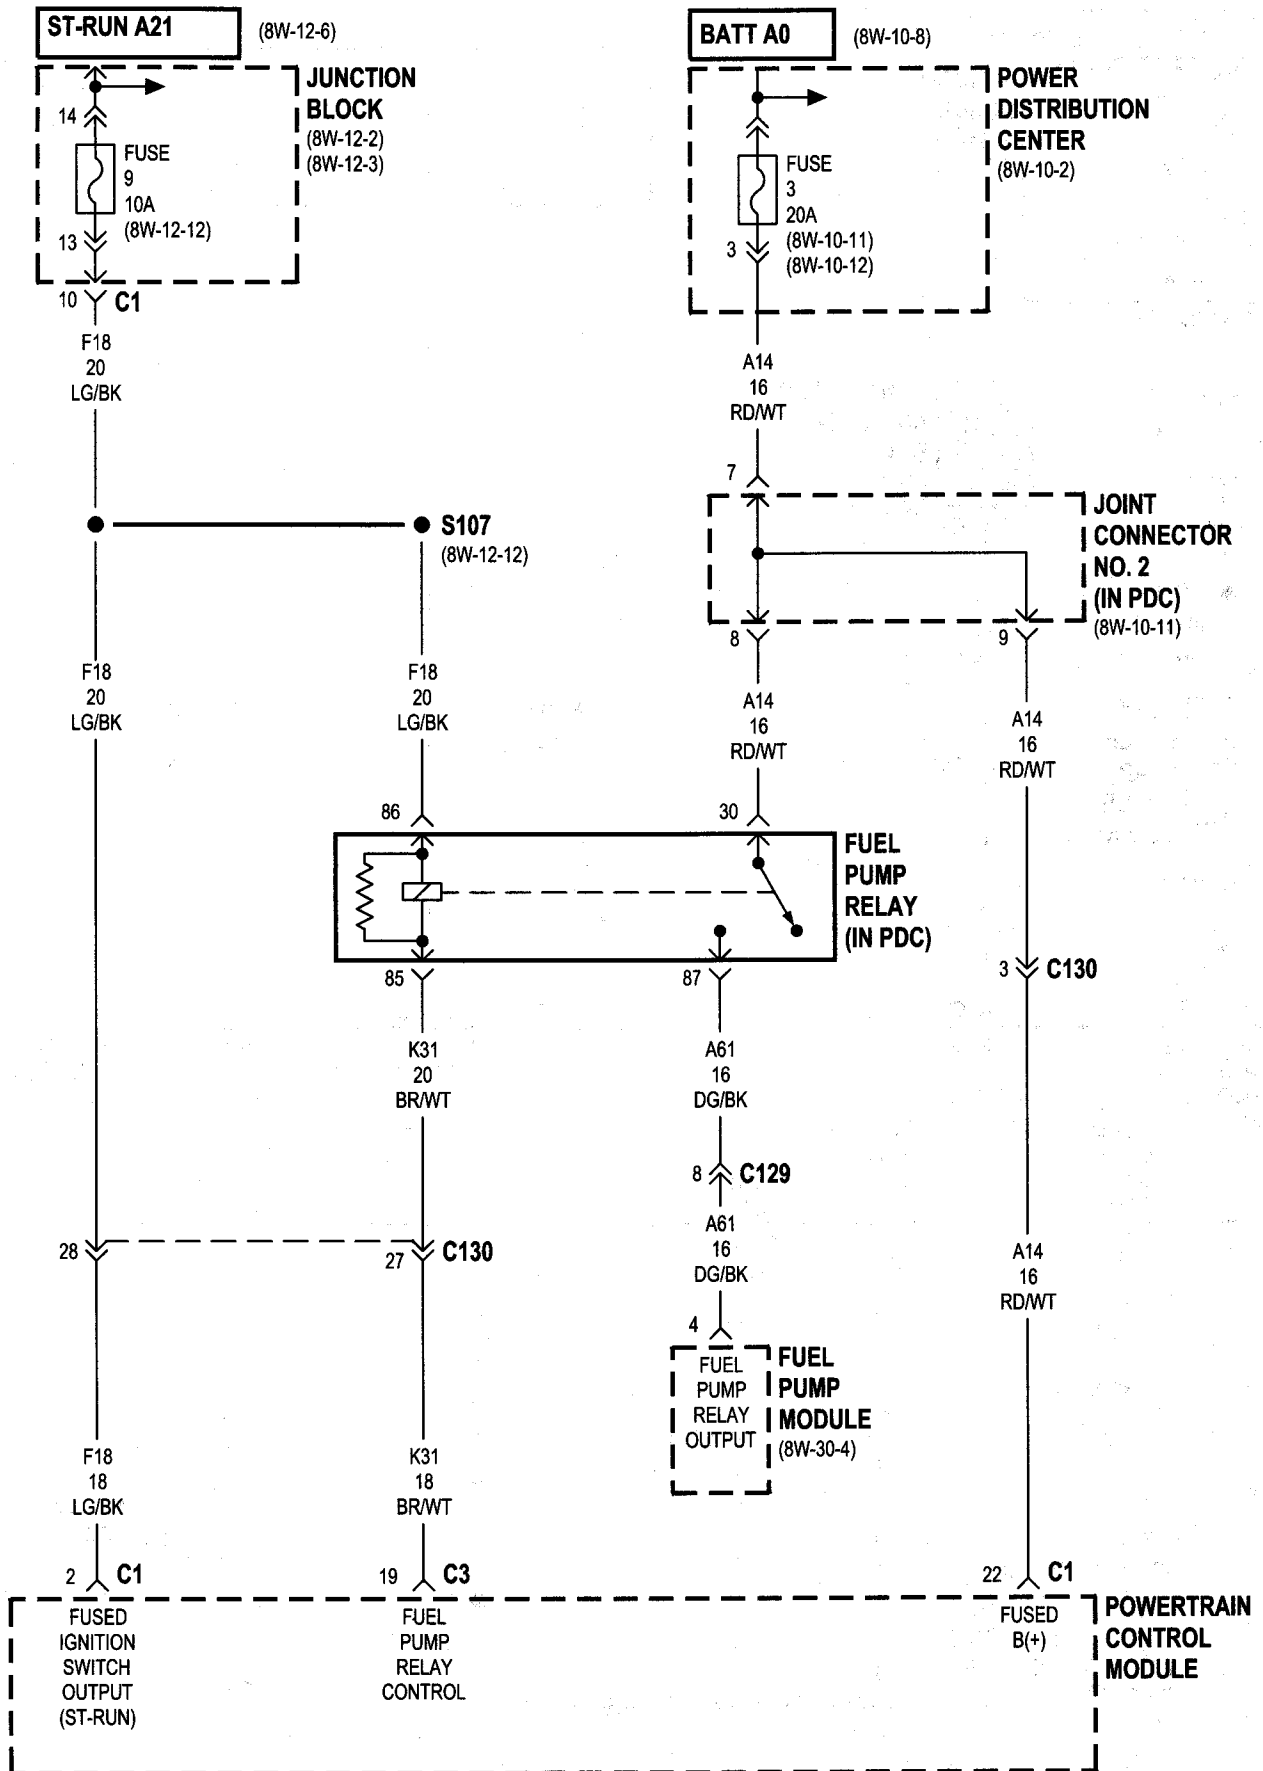 ST-RUN A21
(8W-12-6)
BATT A0
(8W-10-8)
JUNCTION
BLOCK
(8W-12-2)
(8W-12-3)
14
FUSE
9
10A
(8W-12-12)
13
10
C1
POWER
DISTRIBUTION
CENTER
(8W-10-2)
FUSE
3
20A
(8W-10-11)
(8W-10-12)
3
F18
20
LG/BK
A14
16
RD/WT
7
S107
(8W-12-12)
JOINT
CONNECTOR
NO. 2
(IN PDC)
(8W-10-11)
8
9
F18
20
LG/BK
F18
20
LG/BK
A14
16
RD/WT
A14
16
RD/WT
86
30
FUEL
PUMP
RELAY
(IN PDC)
85
87
3
C130
K31
20
BR/WT
A61
16
DG/BK
8
C129
A61
16
DG/BK
28
27
C130
A14
16
RD/WT
4
FUEL
PUMP
RELAY
OUTPUT
FUEL
PUMP
MODULE
(8W-30-4)
F18
18
LG/BK
K31
18
BR/WT
2
C1
19
C3
22
C1
FUSED
IGNITION
SWITCH
OUTPUT
(ST-RUN)
FUEL
PUMP
RELAY
CONTROL
FUSED
B(+)
POWERTRAIN
CONTROL
MODULE